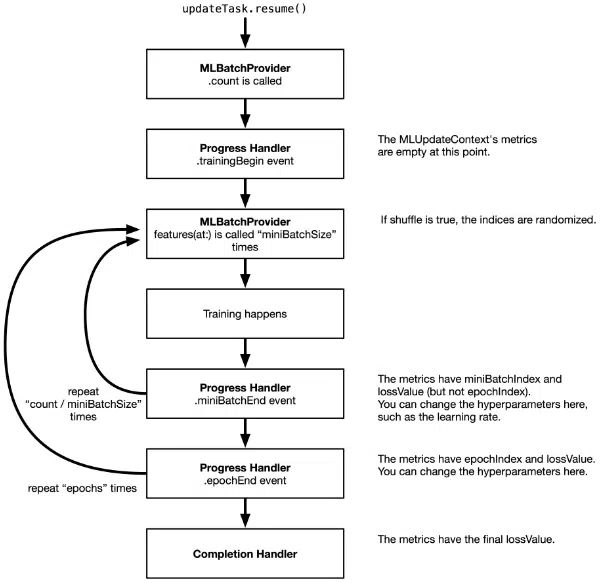 updateTask.resume()
MLBatchProvider
.count is called
Progress Handler
.trainingBegin event
The MLUpdateContext's metrics
are empty at this point.
MLBatchProvider
features(at:) is called “miniBatchSize”
times
If shuffle is true, the indices are randomized.
Training happens
repeat
“count / miniBatchSize”
times
Progress Handler
.miniBatchEnd event
The metrics have miniBatchIndex and
lossValue (but not epochIndex).
You can change the hyperparameters here,
such as the learning rate.
repeat “epochs” times
Progress Handler
.epochEnd event
The metrics have epochIndex and lossValue.
You can change the hyperparameters here.
Completion Handler
The metrics have the final lossValue.